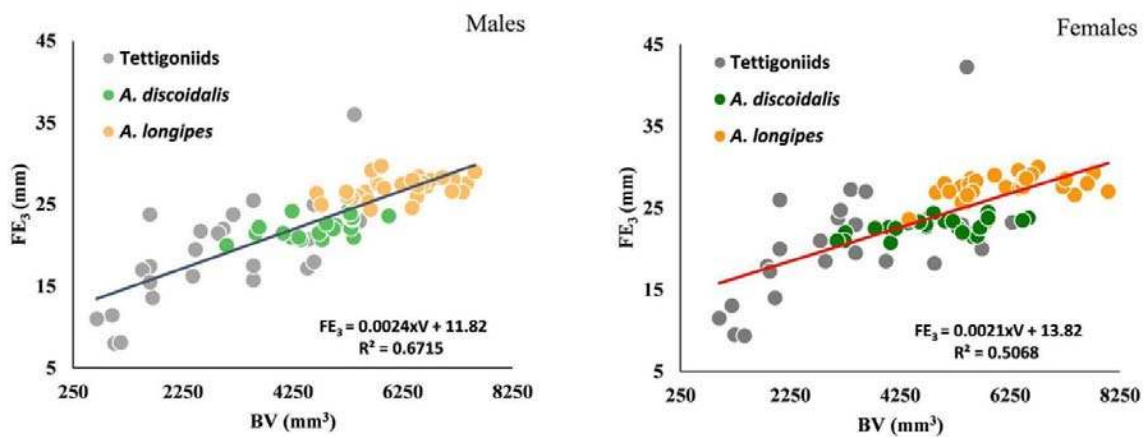 Males
45
35
25
15
5
FE₃ (mm)
Tettigoniids
A. discoidalis
A. longipes
FE₃ = 0.0024xV + 11.82
R² = 0.6715
250 2250 4250 6250 8250
BV (mm³)
Females
45
35
25
15
5
FE₃ (mm)
Tettigoniids
A. discoidalis
A. longipes
FE₃ = 0.0021xV + 13.82
R² = 0.5068
250 2250 4250 6250 8250
BV (mm³)